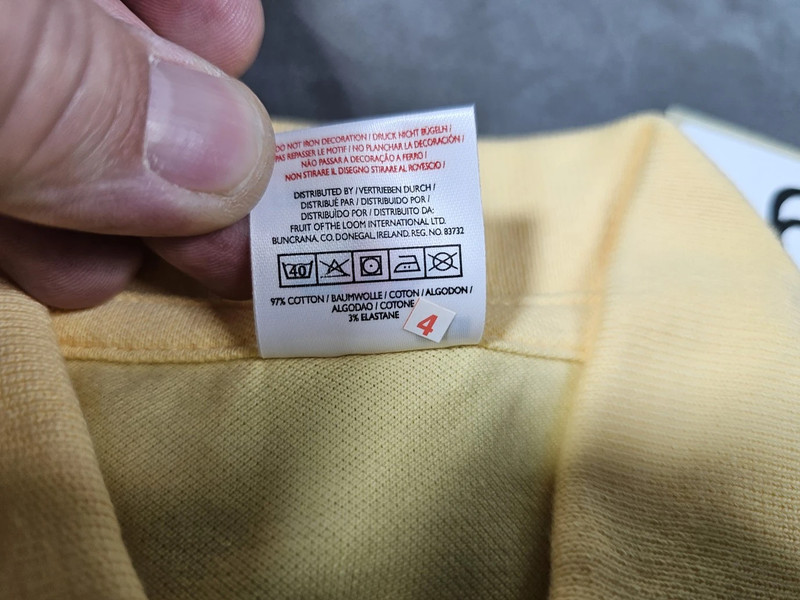 DO NOT IRON DECORATION / DRUCK NICHT BÜGELN /
PAS REPASSER LE MOTIF / NO PLANCHAR LA DECORACIÓN /
NÃO PASSAR A DECORAÇÃO A FERRO /
NON STIRARE IL DISEGNO STIRARE AL ROVESCIO /
DISTRIBUTED BY / VERTRIEBEN DURCH /
DISTRIBUÉ PAR / DISTRIBUIDO POR /
DISTRIBUÍDO POR / DISTRIBUITO DA:
FRUIT OF THE LOOM INTERNATIONAL LTD.
BUNCRANA, CO. DONEGAL, IRELAND. REG. NO. 83732
40
97% COTTON / BAUMWOLLE / COTON / ALGODON /
ALGODAO / COTONE
3% ELASTANE
4